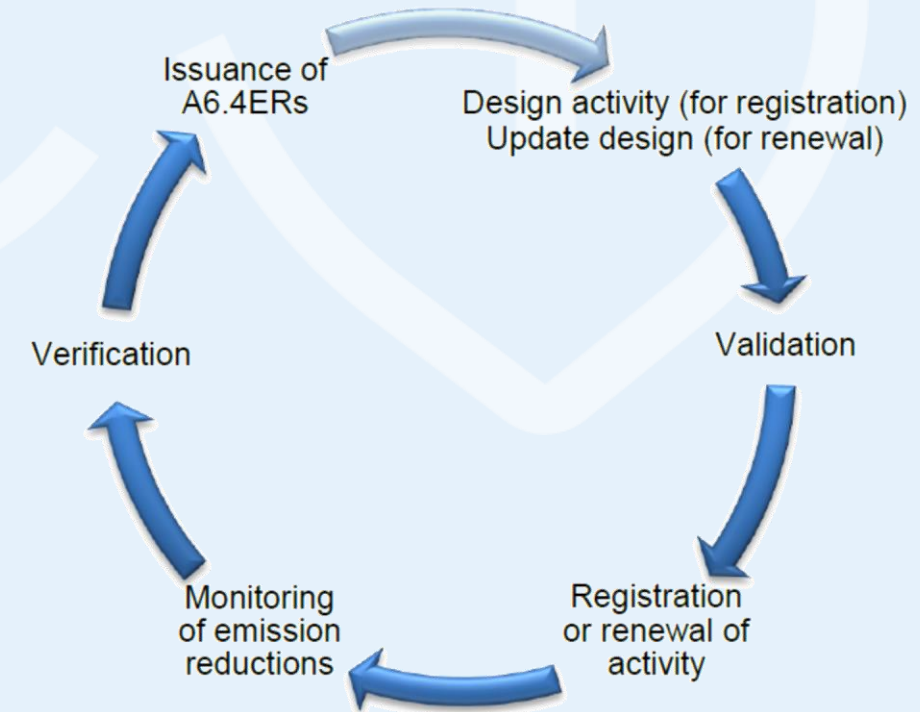 Issuance of
A6.4ERs
Design activity (for registration)
Update design (for renewal)
Validation
Registration
or renewal of
activity
Monitoring
of emission
reductions
Verification